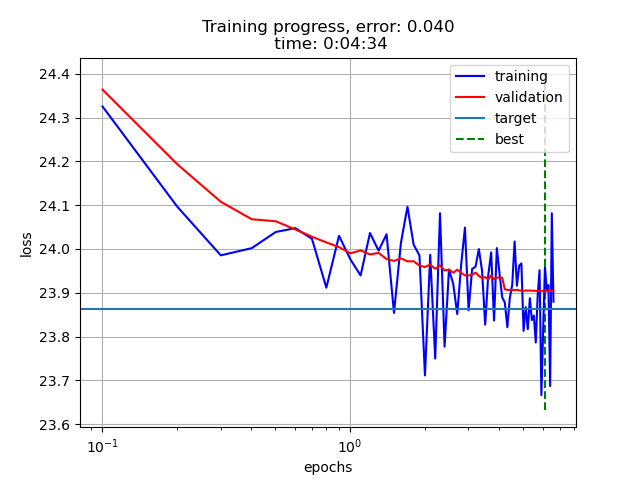 Training progress, error: 0.040
time: 0:04:34
24.4
24.3
24.2
24.1
24.0
23.9
23.8
23.7
23.6
loss
training
validation
target
best
10⁻¹
10⁰
epochs